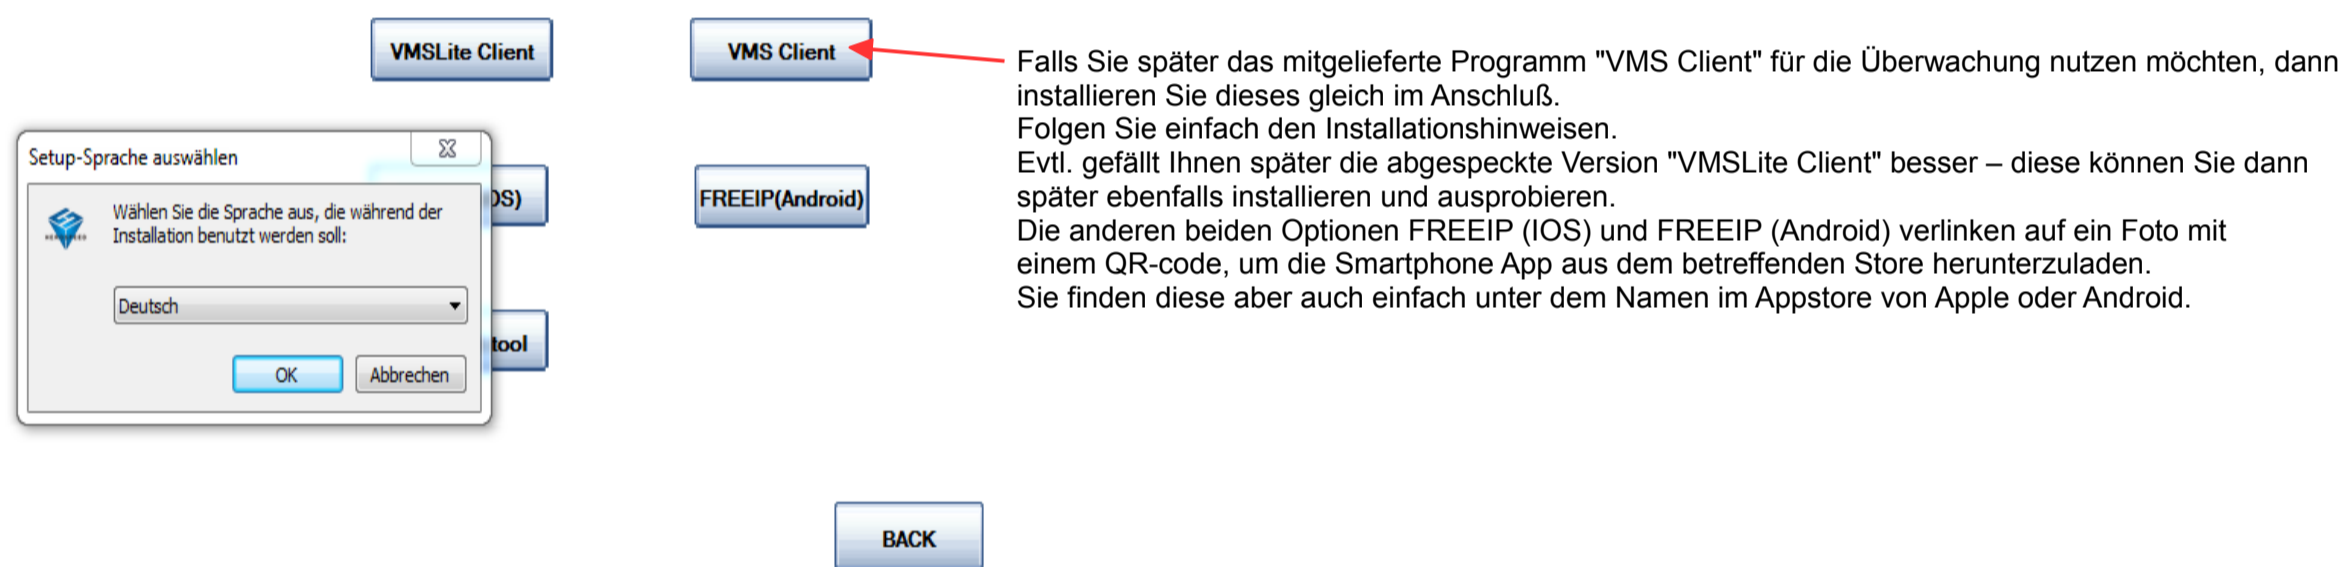 VMSLite Client
VMS Client
Falls Sie später das mitgelieferte Programm "VMS Client" für die Überwachung nutzen möchten, dann
installieren Sie dieses gleich im Anschluß.
Folgen Sie einfach den Installationshinweisen.
Evtl. gefällt Ihnen später die abgespeckte Version "VMSLite Client" besser – diese können Sie dann
später ebenfalls installieren und ausprobieren.
Die anderen beiden Optionen FREEIP (IOS) und FREEIP (Android) verlinken auf ein Foto mit
einem QR-code, um die Smartphone App aus dem betreffenden Store herunterzuladen.
Sie finden diese aber auch einfach unter dem Namen im Appstore von Apple oder Android.
Setup-Sprache auswählen
Wählen Sie die Sprache aus, die während der
Installation benutzt werden soll:
Deutsch
OK
Abbrechen
OS)
FREEIP(Android)
tool
BACK